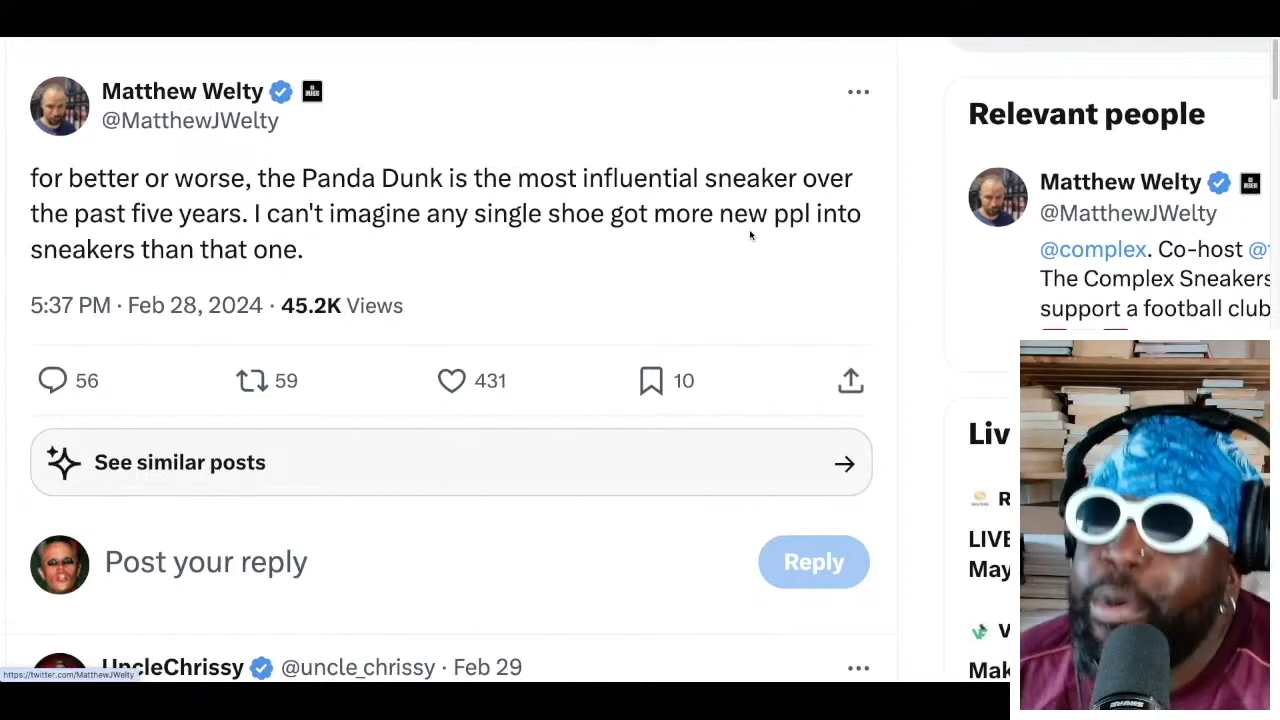 Matthew Welty
@MatthewJWelty
for better or worse, the Panda Dunk is the most influential sneaker over
the past five years. I can't imagine any single shoe got more new ppl into
sneakers than that one.
5:37 PM · Feb 28, 2024 · 45.2K Views
56 59 431 10
See similar posts
Post your reply
Reply
UncleChrissy @uncle_chrissy · Feb 29
https://twitter.com/MatthewJWelty
Relevant people
Matthew Welty
@MatthewJWelty
@complex. Co-host @
The Complex Sneakers
support a football club
Liv
R
LIVE
May
V
Mak
SHURE